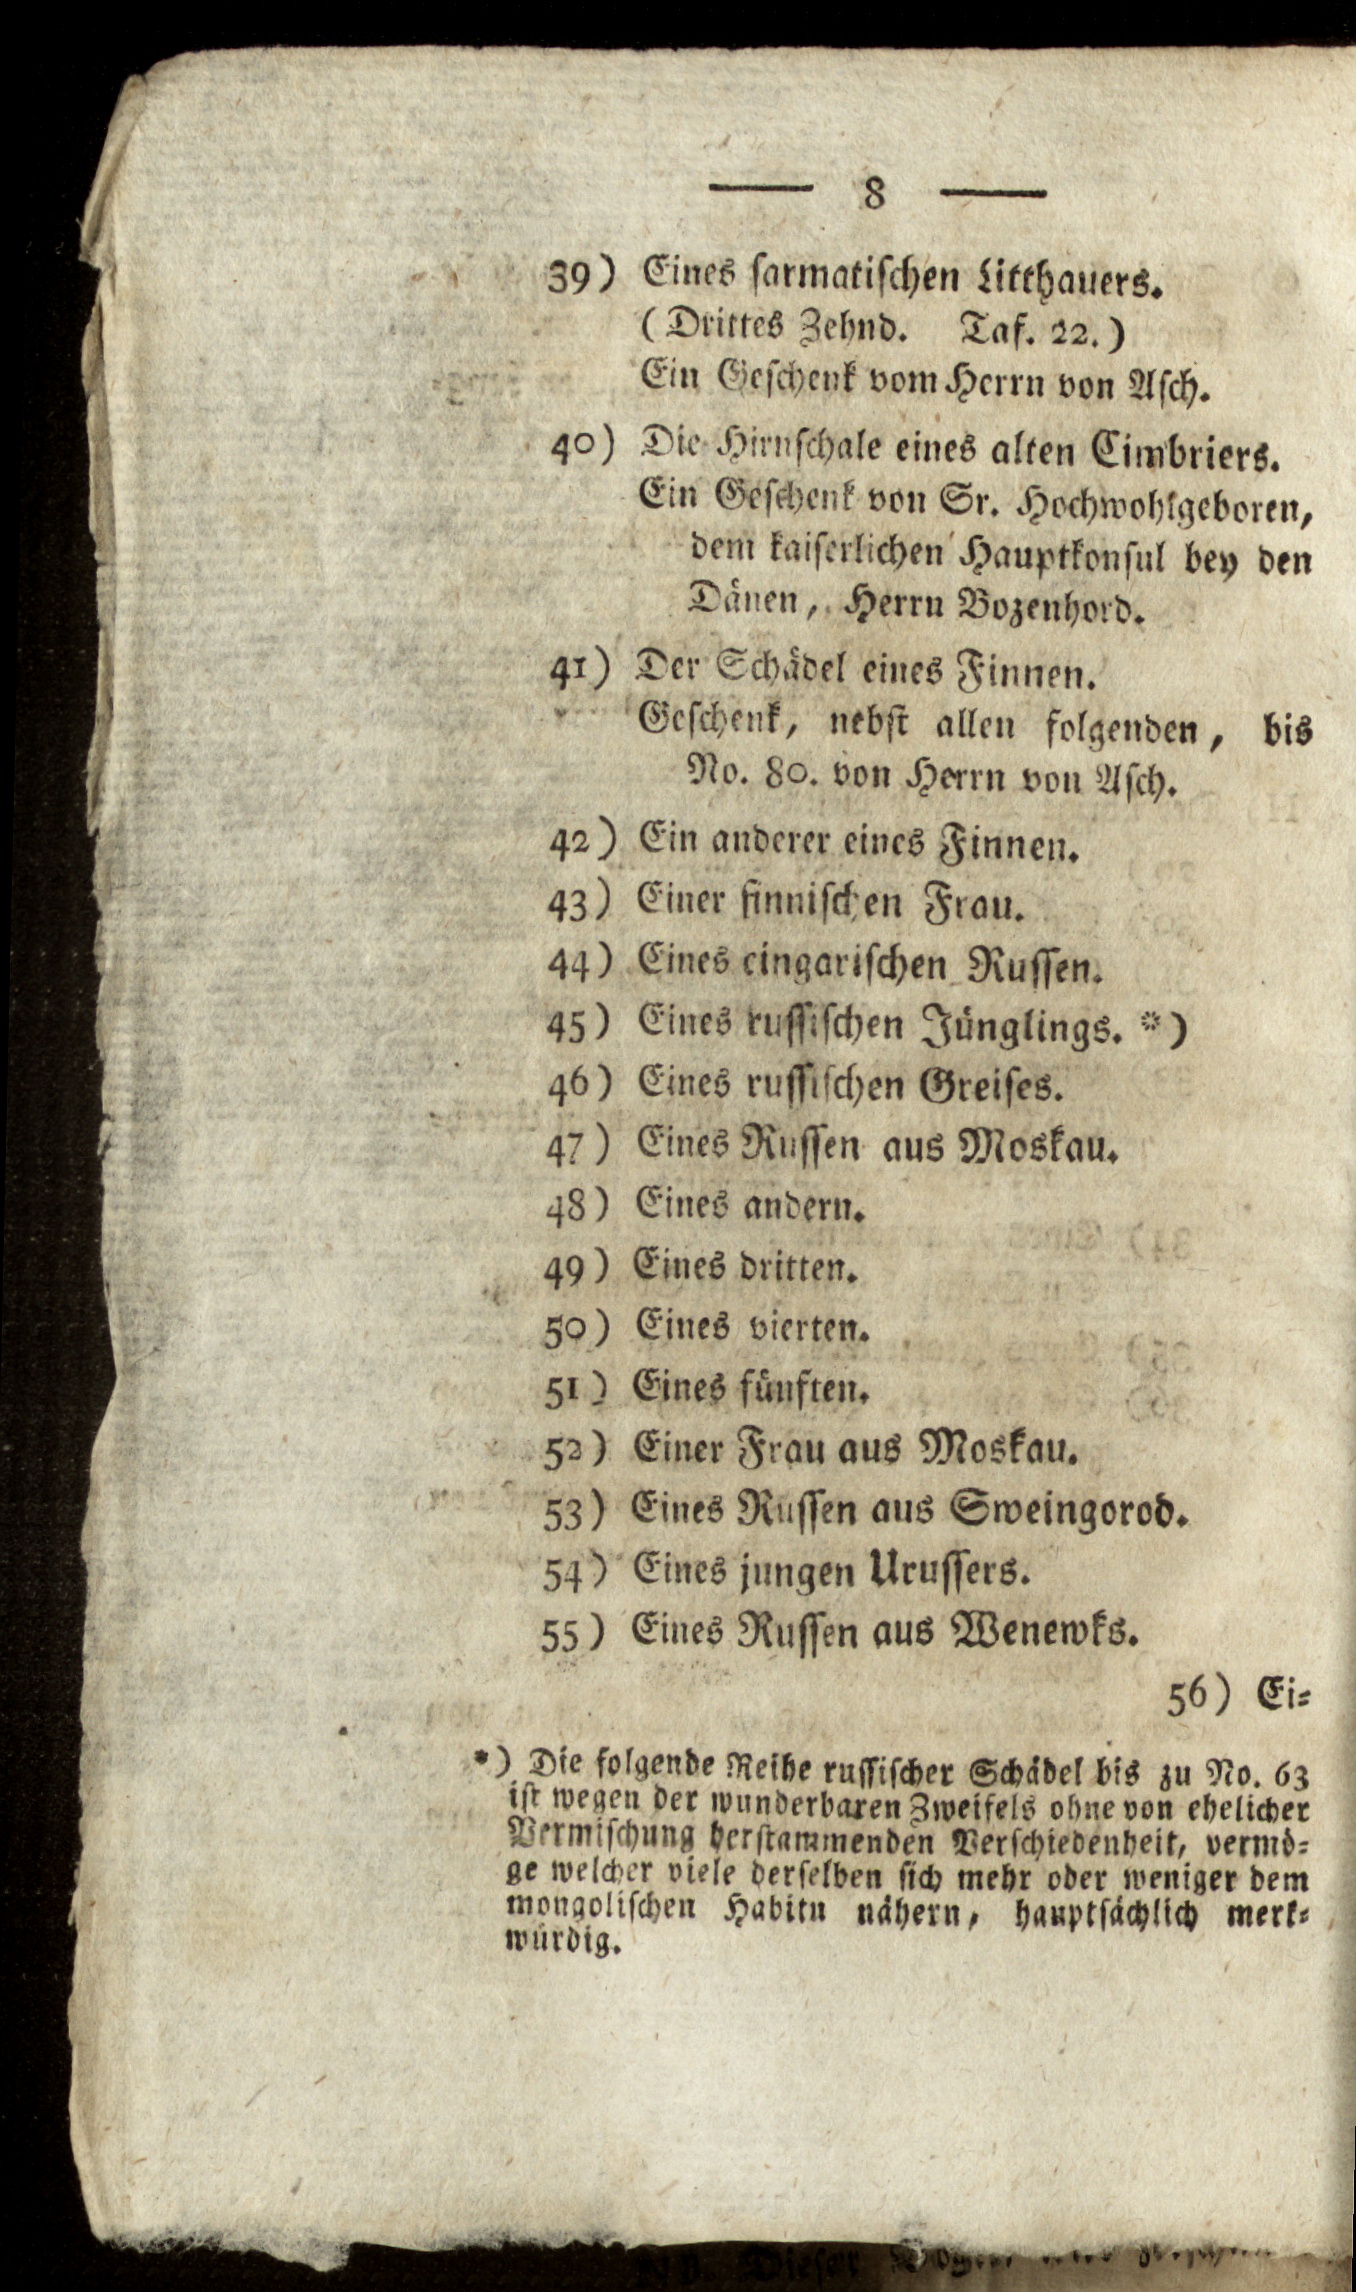 — 8 —
39) Eines sarmatischen Litthauers.
(Drittes Zehnd. Taf. 22.)
Ein Geschenk vom Herrn von Asch.
40) Die Hirnschale eines alten Cimbriers.
Ein Geschenk von Sr. Hochwohlgeboren,
dem kaiserlichen Hauptkonsul bey den
Dänen, Herrn Bozenhord.
41) Der Schädel eines Finnen.
Geschenk, nebst allen folgenden, bis
No. 80. von Herrn von Asch.
42) Ein anderer eines Finnen.
43) Einer finnischen Frau.
44) Eines cingarischen Russen.
45) Eines russischen Jünglings. *)
46) Eines russischen Greises.
47) Eines Russen aus Moskau.
48) Eines andern.
49) Eines dritten.
50) Eines vierten.
51) Eines fünften.
52) Einer Frau aus Moskau.
53) Eines Russen aus Sweingorod.
54) Eines jungen Urussers.
55) Eines Russen aus Wenewks.
56) Ei-
*) Die folgende Reihe russischer Schädel bis zu No. 63
ist wegen der wunderbaren Zweifels ohne von ehelicher
Vermischung herstammenden Verschiedenheit, vermö-
ge welcher viele derselben sich mehr oder weniger dem
mongolischen Habitu nähern, hauptsächlich merk-
würdig.
Dieser